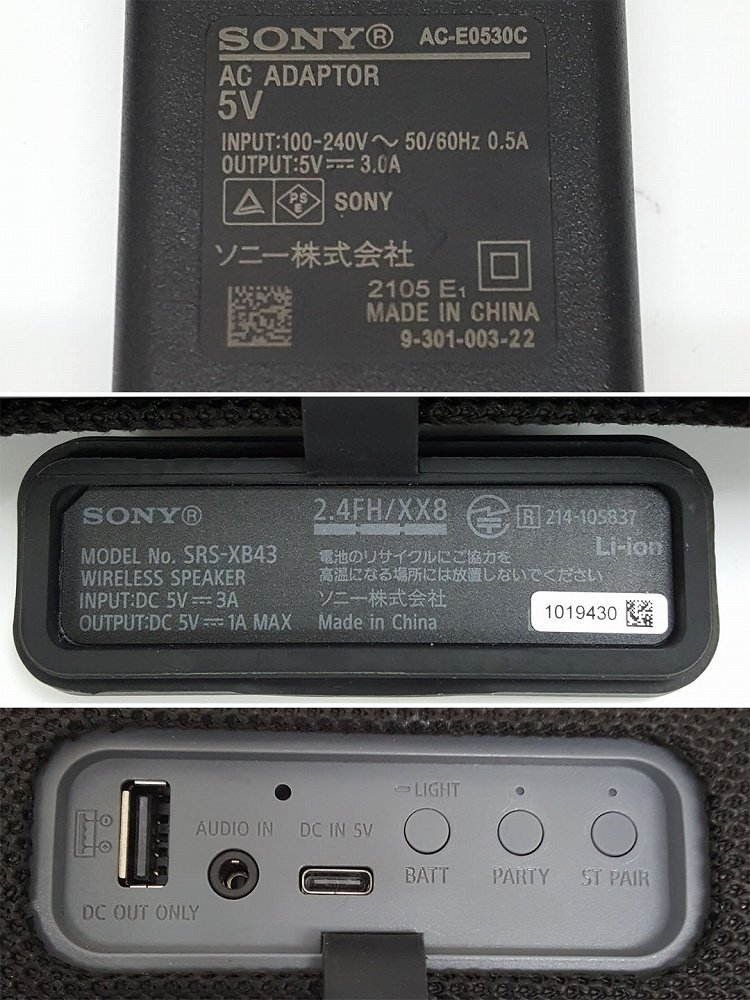 SONY® AC-E0530C
AC ADAPTOR
5V
INPUT:100-240V～ 50/60Hz 0.5A
OUTPUT:5V⎓ 3.0A
PS
E
SONY
ソニー株式会社
2105 E1
MADE IN CHINA
9-301-003-22
SONY®
MODEL No. SRS-XB43
WIRELESS SPEAKER
INPUT:DC 5V⎓3A
OUTPUT:DC 5V⎓1A MAX
2.4FH/XX8
R 214-105837
Li-ion
電池のリサイクルにご協力を
高温になる場所には放置しないでください
ソニー株式会社
Made in China
1019430
LIGHT
AUDIO IN
DC IN 5V
BATT
PARTY
ST PAIR
DC OUT ONLY